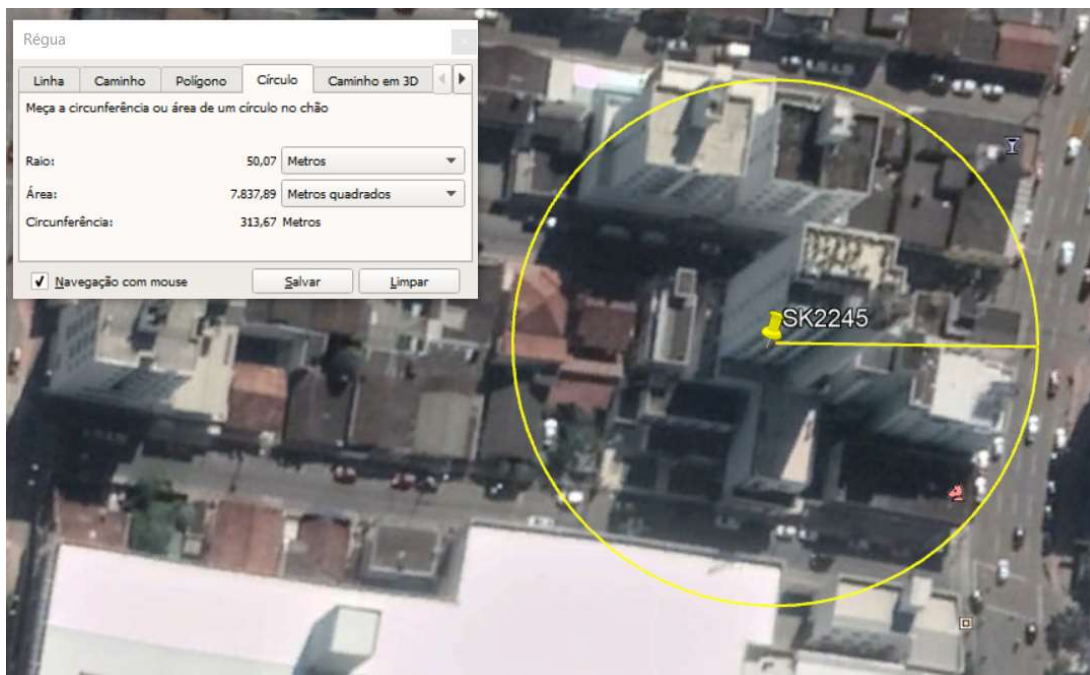 Régua
Linha Caminho Polígono Círculo Caminho em 3D
Meça a circunferência ou área de um círculo no chão
Raio: 50,07 Metros
Área: 7.837,89 Metros quadrados
Circunferência: 313,67 Metros
Navegação com mouse Salvar Limpar
SK2245